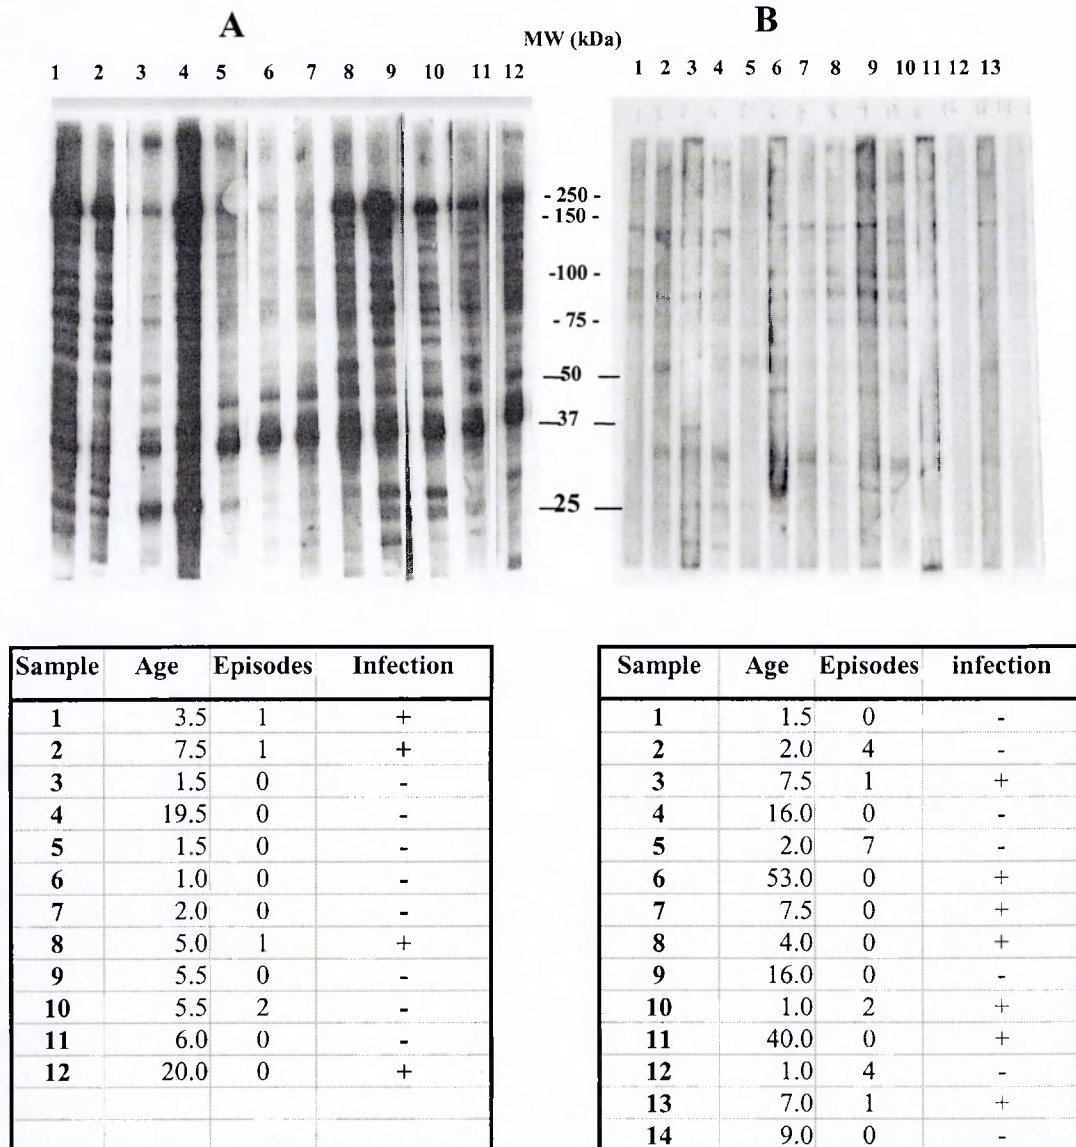 A
B
MW (kDa)
1 2 3 4 5 6 7 8 9 10 11 12
1 2 3 4 5 6 7 8 9 10 11 12 13
- 250 -
- 150 -
-100 -
- 75 -
—50 —
—37 —
—25 —
Sample Age Episodes Infection
1 3.5 1 +
2 7.5 1 +
3 1.5 0 -
4 19.5 0 -
5 1.5 0 -
6 1.0 0 -
7 2.0 0 -
8 5.0 1 +
9 5.5 0 -
10 5.5 2 -
11 6.0 0 -
12 20.0 0 +
Sample Age Episodes infection
1 1.5 0 -
2 2.0 4 -
3 7.5 1 +
4 16.0 0 -
5 2.0 7 -
6 53.0 0 +
7 7.5 0 +
8 4.0 0 +
9 16.0 0 -
10 1.0 2 +
11 40.0 0 +
12 1.0 4 -
13 7.0 1 +
14 9.0 0 -